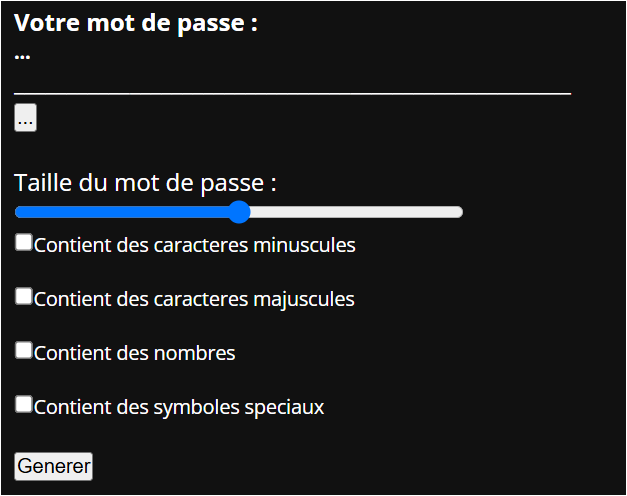 Votre mot de passe :
...
...
Taille du mot de passe :
Contient des caracteres minuscules
Contient des caracteres majuscules
Contient des nombres
Contient des symboles speciaux
Generer